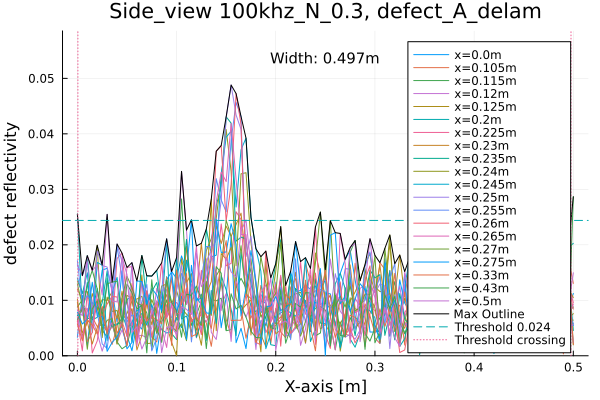 Side_view 100khz_N_0.3, defect_A_delam
Width: 0.497m
defect reflectivity
0.05
0.04
0.03
0.02
0.01
0.00
0.0
0.1
0.2
0.3
0.4
0.5
X-axis [m]
x=0.0m
x=0.105m
x=0.115m
x=0.12m
x=0.125m
x=0.2m
x=0.225m
x=0.23m
x=0.235m
x=0.24m
x=0.245m
x=0.25m
x=0.255m
x=0.26m
x=0.265m
x=0.27m
x=0.275m
x=0.33m
x=0.43m
x=0.5m
Max Outline
Threshold 0.024
Threshold crossing